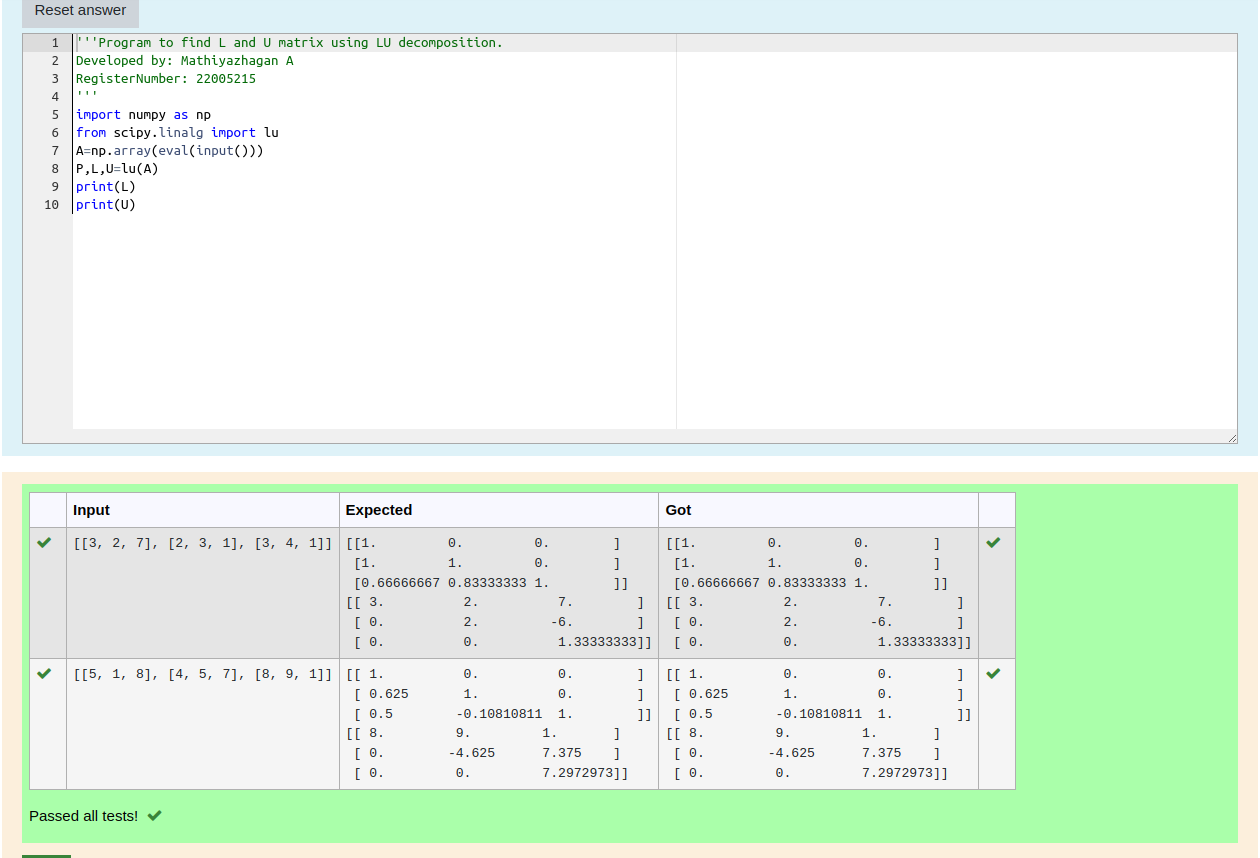 Reset answer
1 '''Program to find L and U matrix using LU decomposition.
2 Developed by: Mathiyazhagan A
3 RegisterNumber: 22005215
4 '''
5 import numpy as np
6 from scipy.linalg import lu
7 A=np.array(eval(input()))
8 P,L,U=lu(A)
9 print(L)
10 print(U)
Input Expected Got
[[3, 2, 7], [2, 3, 1], [3, 4, 1]] [[1. 0. 0. ] [[1. 0. 0. ]
[1. 1. 0. ] [1. 1. 0. ]
[0.66666667 0.83333333 1. ]] [0.66666667 0.83333333 1. ]]
[[ 3. 2. 7. ] [[ 3. 2. 7. ]
[ 0. 2. -6. ] [ 0. 2. -6. ]
[ 0. 0. 1.33333333]] [ 0. 0. 1.33333333]]
[[5, 1, 8], [4, 5, 7], [8, 9, 1]] [[ 1. 0. 0. ] [[ 1. 0. 0. ]
[ 0.625 1. 0. ] [ 0.625 1. 0. ]
[ 0.5 -0.10810811 1. ]] [ 0.5 -0.10810811 1. ]]
[[ 8. 9. 1. ] [[ 8. 9. 1. ]
[ 0. -4.625 7.375 ] [ 0. -4.625 7.375 ]
[ 0. 0. 7.2972973]] [ 0. 0. 7.2972973]]
Passed all tests!